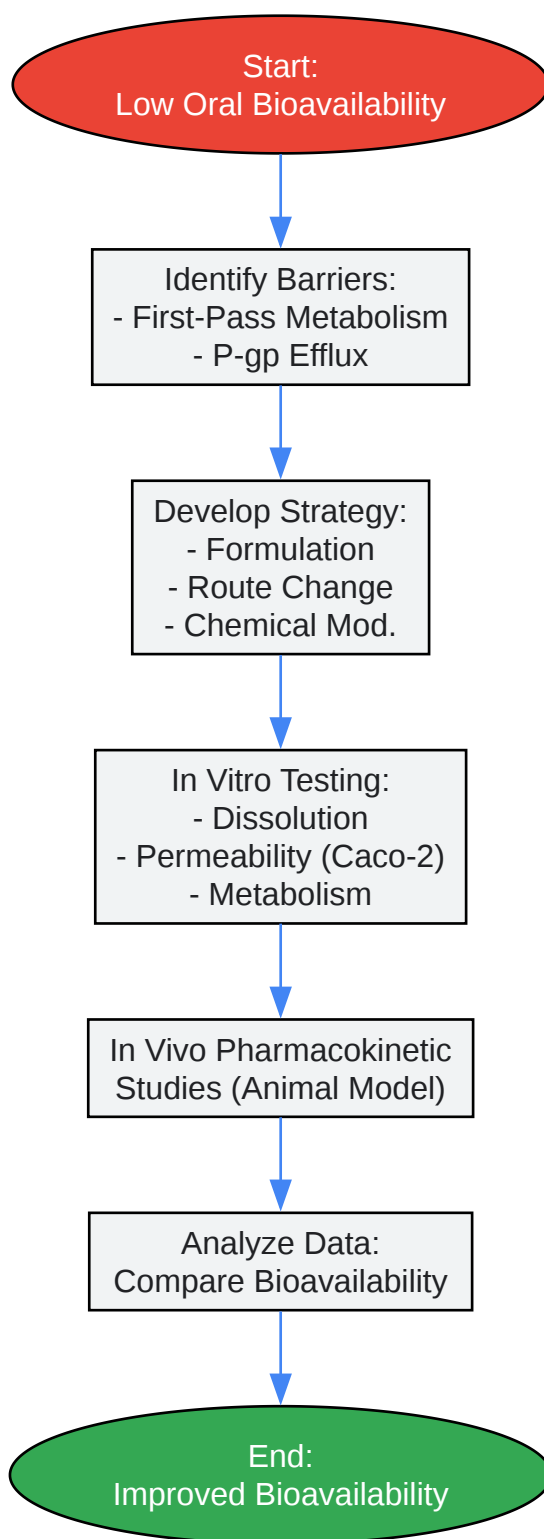 Start:
Low Oral Bioavailability
Identify Barriers:
- First-Pass Metabolism
- P-gp Efflux
Develop Strategy:
- Formulation
- Route Change
- Chemical Mod.
In Vitro Testing:
- Dissolution
- Permeability (Caco-2)
- Metabolism
In Vivo Pharmacokinetic
Studies (Animal Model)
Analyze Data:
Compare Bioavailability
End:
Improved Bioavailability